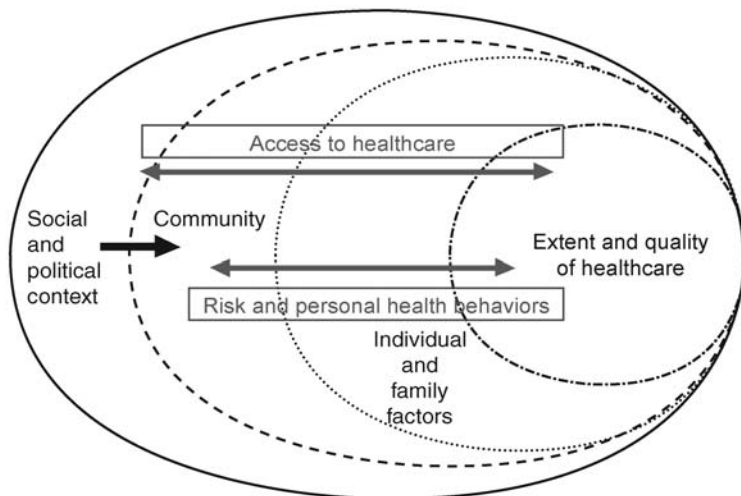 Access to healthcare
Social
and
political
context
Community
Extent and quality
of healthcare
Risk and personal health behaviors
Individual
and
family
factors